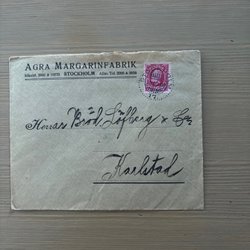 AGRA MARGARINFABRIK
STOCKHOLM
Herrar Bröd. Löfberg & Co
Karlstad